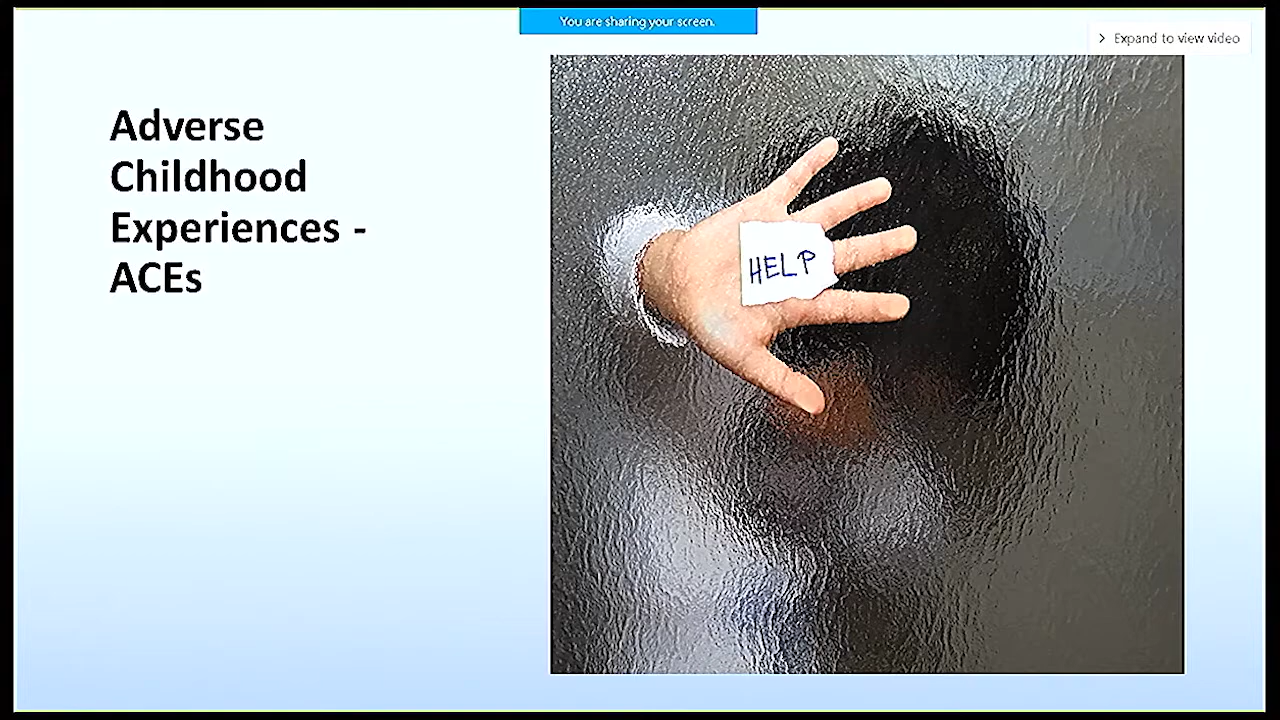 You are sharing your screen.
Expand to view video
Adverse
Childhood
Experiences -
ACEs
HELP